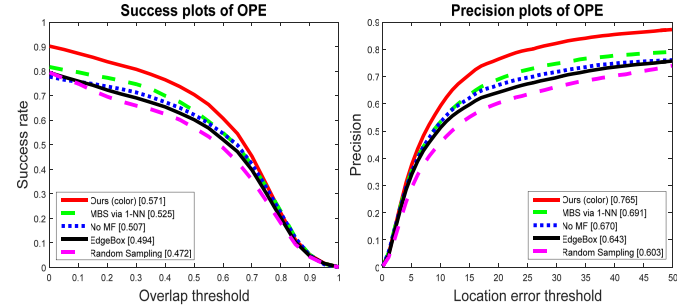 Success plots of OPE
Success rate
1
0.9
0.8
0.7
0.6
0.5
0.4
0.3
0.2
0.1
0
Ours (color) [0.571]
MBS via 1-NN [0.525]
No MF [0.507]
EdgeBox [0.494]
Random Sampling [0.472]
0 0.1 0.2 0.3 0.4 0.5 0.6 0.7 0.8 0.9 1
Overlap threshold
Precision plots of OPE
Precision
0.9
0.8
0.7
0.6
0.5
0.4
0.3
0.2
0.1
0
Ours (color) [0.765]
MBS via 1-NN [0.691]
No MF [0.670]
EdgeBox [0.643]
Random Sampling [0.603]
0 5 10 15 20 25 30 35 40 45 50
Location error threshold